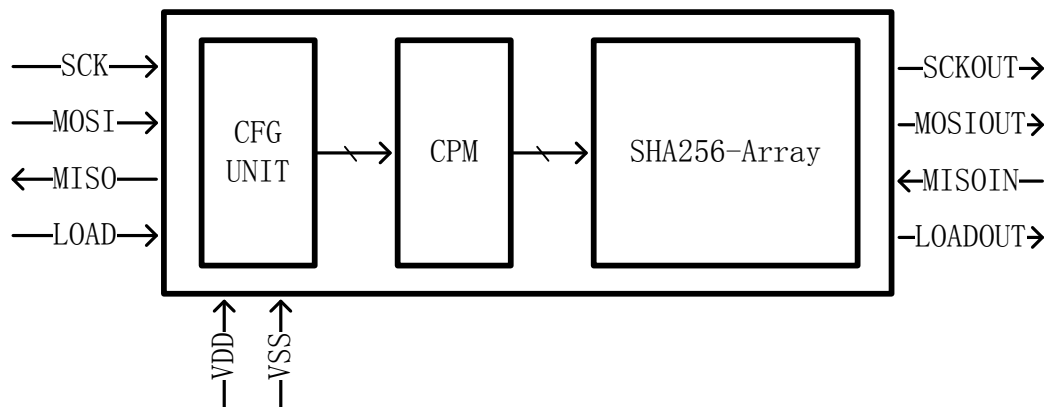 SCK
MOSI
MISO
LOAD
CFG
UNIT
CPM
SHA256-Array
SCKOUT
MOSIOUT
MISOIN
LOADOUT
VDD
VSS